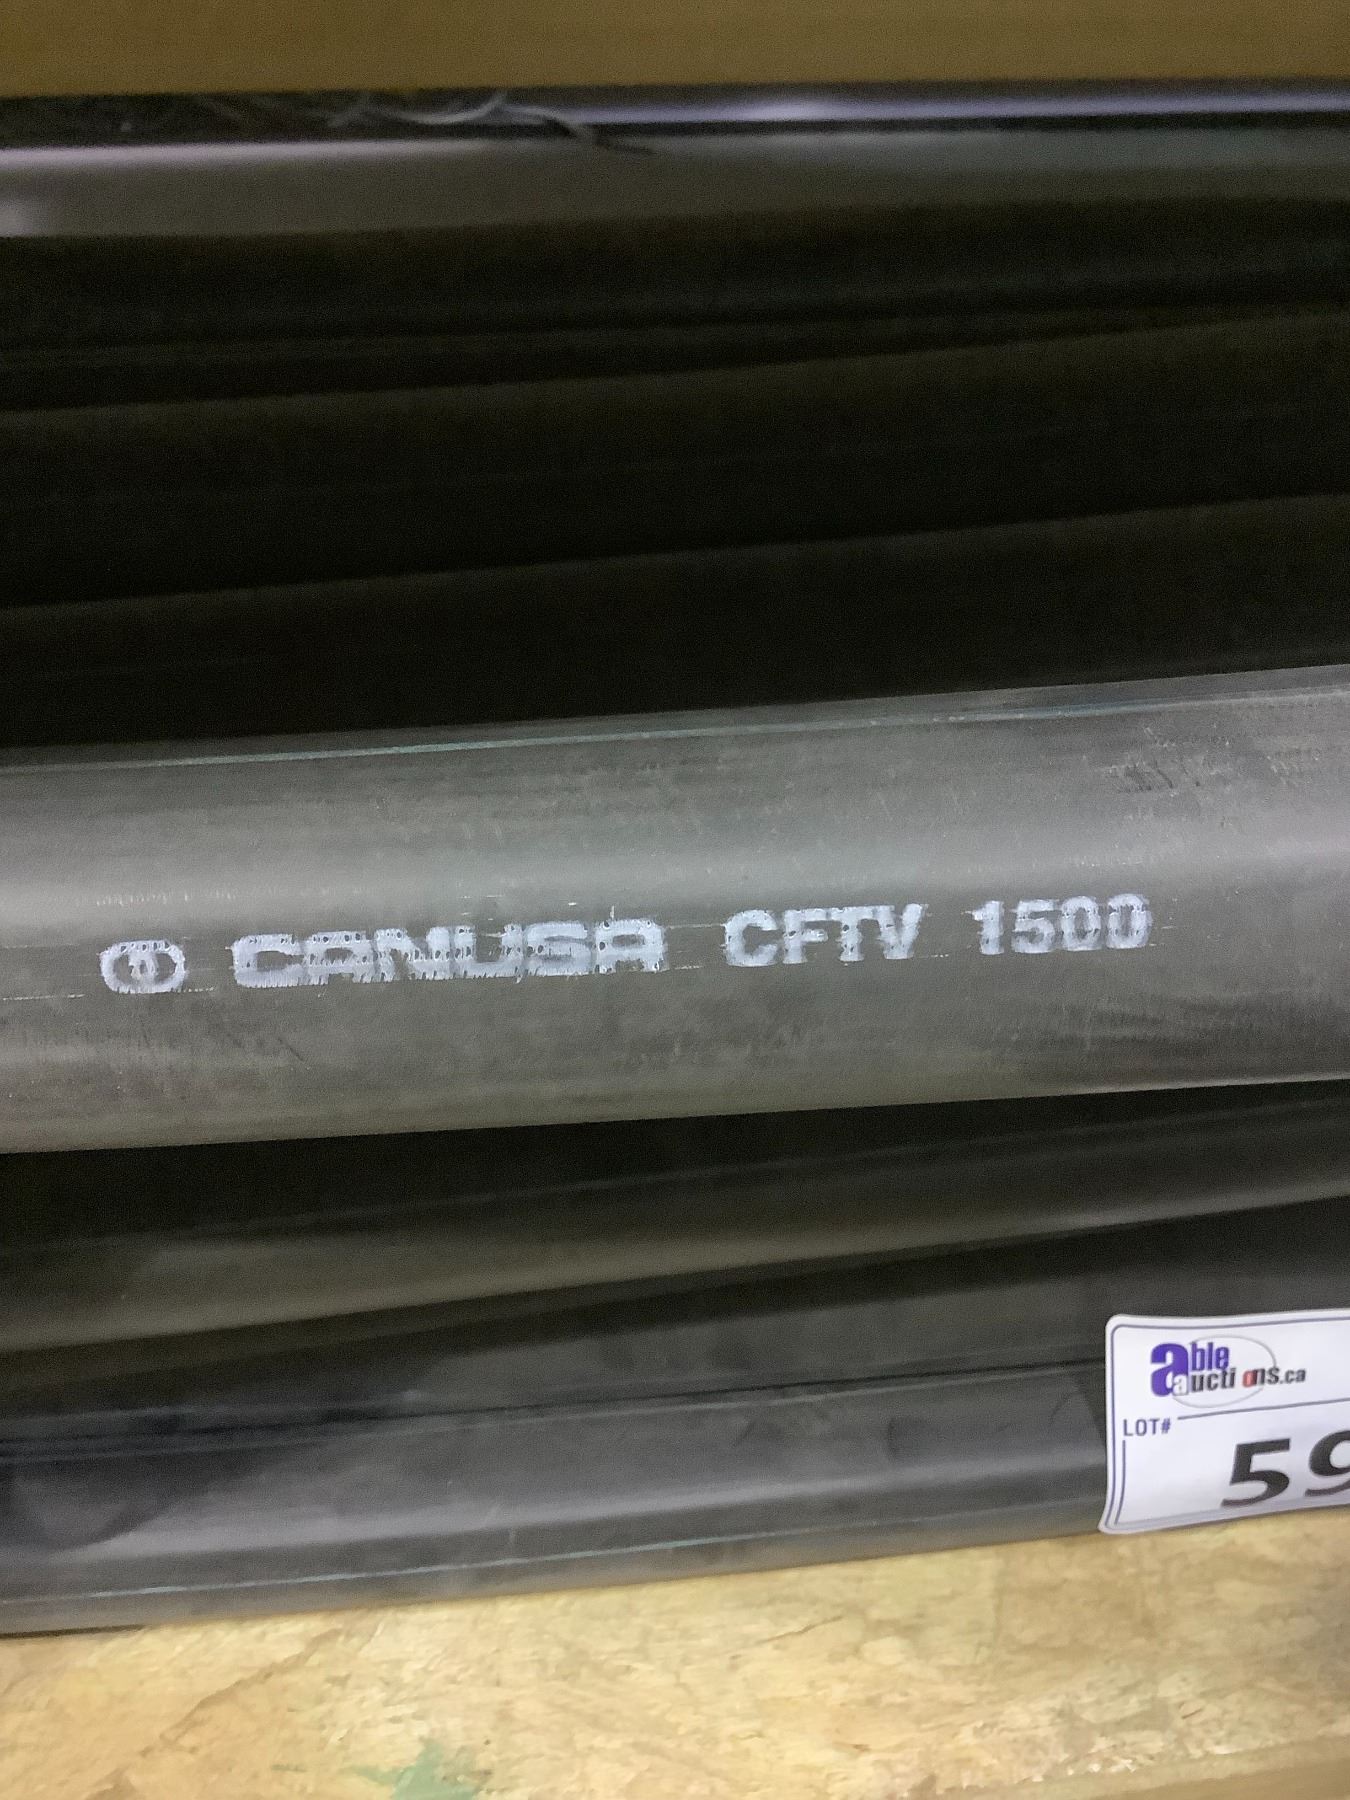 CANUSA CFTV 1500
able auctions.ca
LOT#
59